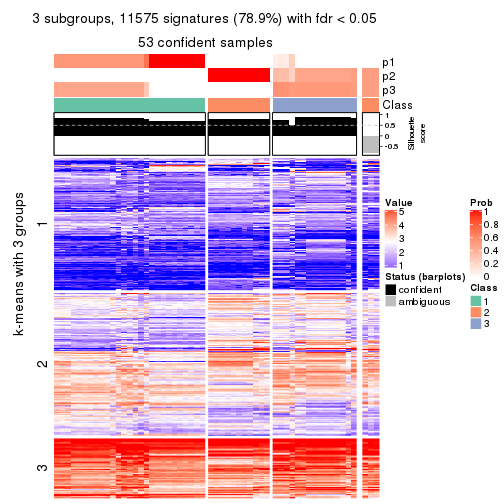 3 subgroups, 11575 signatures (78.9%) with fdr < 0.05
53 confident samples
p1
p2
p3
Class
1
0.5
0
-0.5
Silhouette
score
k-means with 3 groups
1
2
3
Value
5
4
3
2
1
Status (barplots)
confident
ambiguous
Prob
1
0.8
0.6
0.4
0.2
0
Class
1
2
3